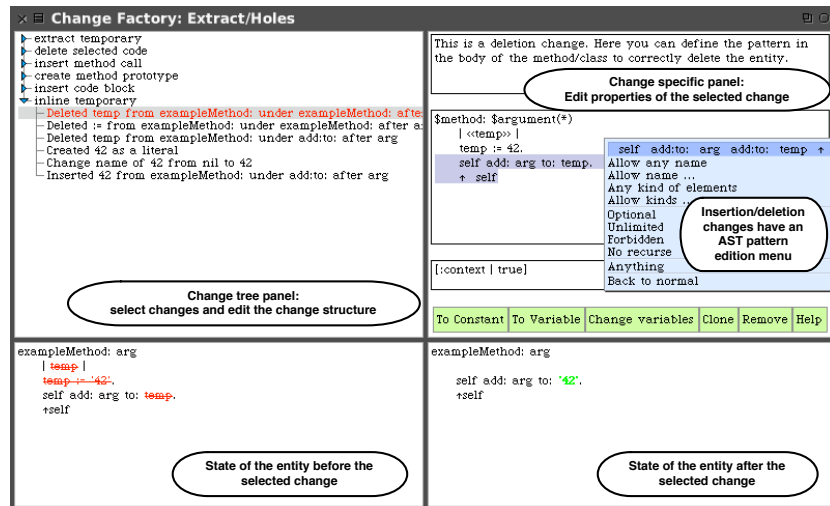 Change Factory: Extract/Holes
extract temporary
delete selected code
insert method call
create method prototype
insert code block
inline temporary
Deleted temp from exampleMethod: under exampleMethod: afte
Deleted := from exampleMethod: under exampleMethod: after a
Deleted temp from exampleMethod: under add:to: after arg
Created 42 as a literal
Change name of 42 from nil to 42
Inserted 42 from exampleMethod: under add:to: after arg
Change tree panel:
select changes and edit the change structure
This is a deletion change. Here you can define the pattern in
the body of the method/class to correctly delete the entity.
Change specific panel:
Edit properties of the selected change
$method: $argument(*)
| «temp» |
temp := 42.
self add: arg to: temp.
↑ self
self add:to: arg add:to: temp ↑
Allow any name
Allow name ...
Any kind of elements
Allow kinds ..
Optional
Unlimited
Forbidden
No recurse
Anything
Back to normal
Insertion/deletion
changes have an
AST pattern
edition menu
[:context | true]
To Constant To Variable Change variables Clone Remove Help
exampleMethod: arg
| temp |
temp := '42'.
self add: arg to: temp.
↑self
State of the entity before the
selected change
exampleMethod: arg
self add: arg to: '42'.
↑self
State of the entity after the
selected change